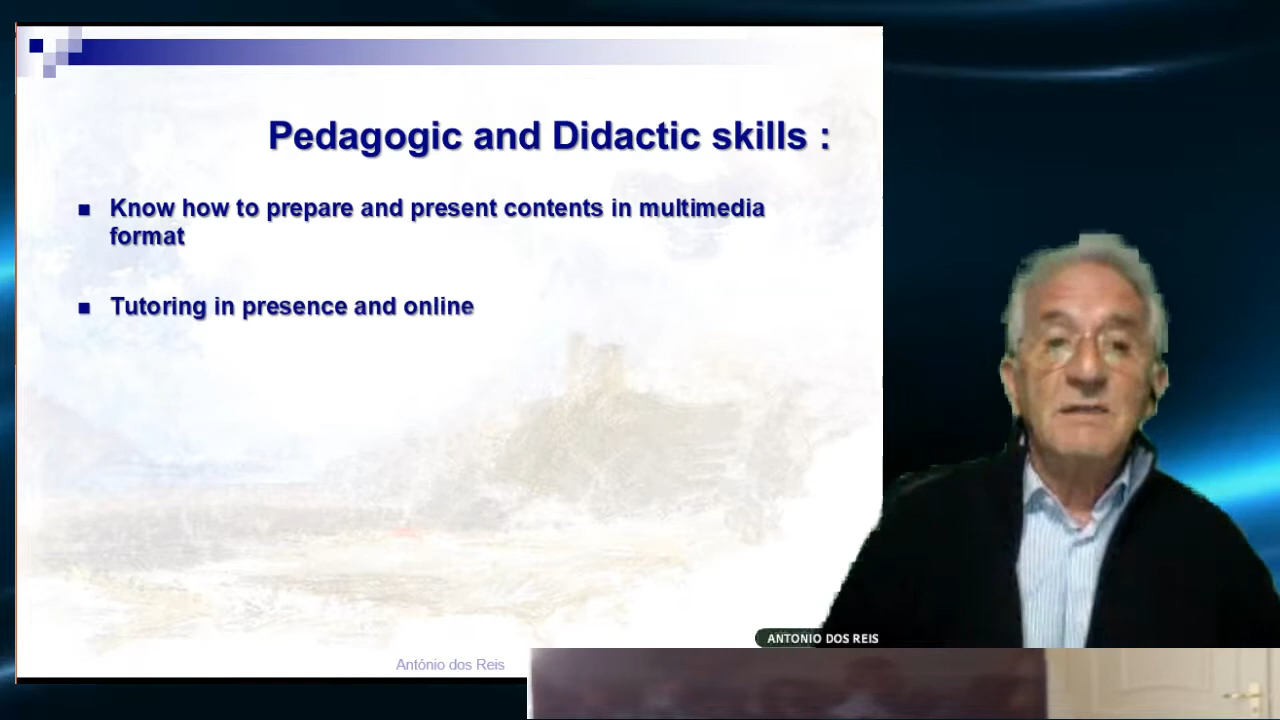 Pedagogic and Didactic skills :
Know how to prepare and present contents in multimedia
format
Tutoring in presence and online
ANTONIO DOS REIS
António dos Reis